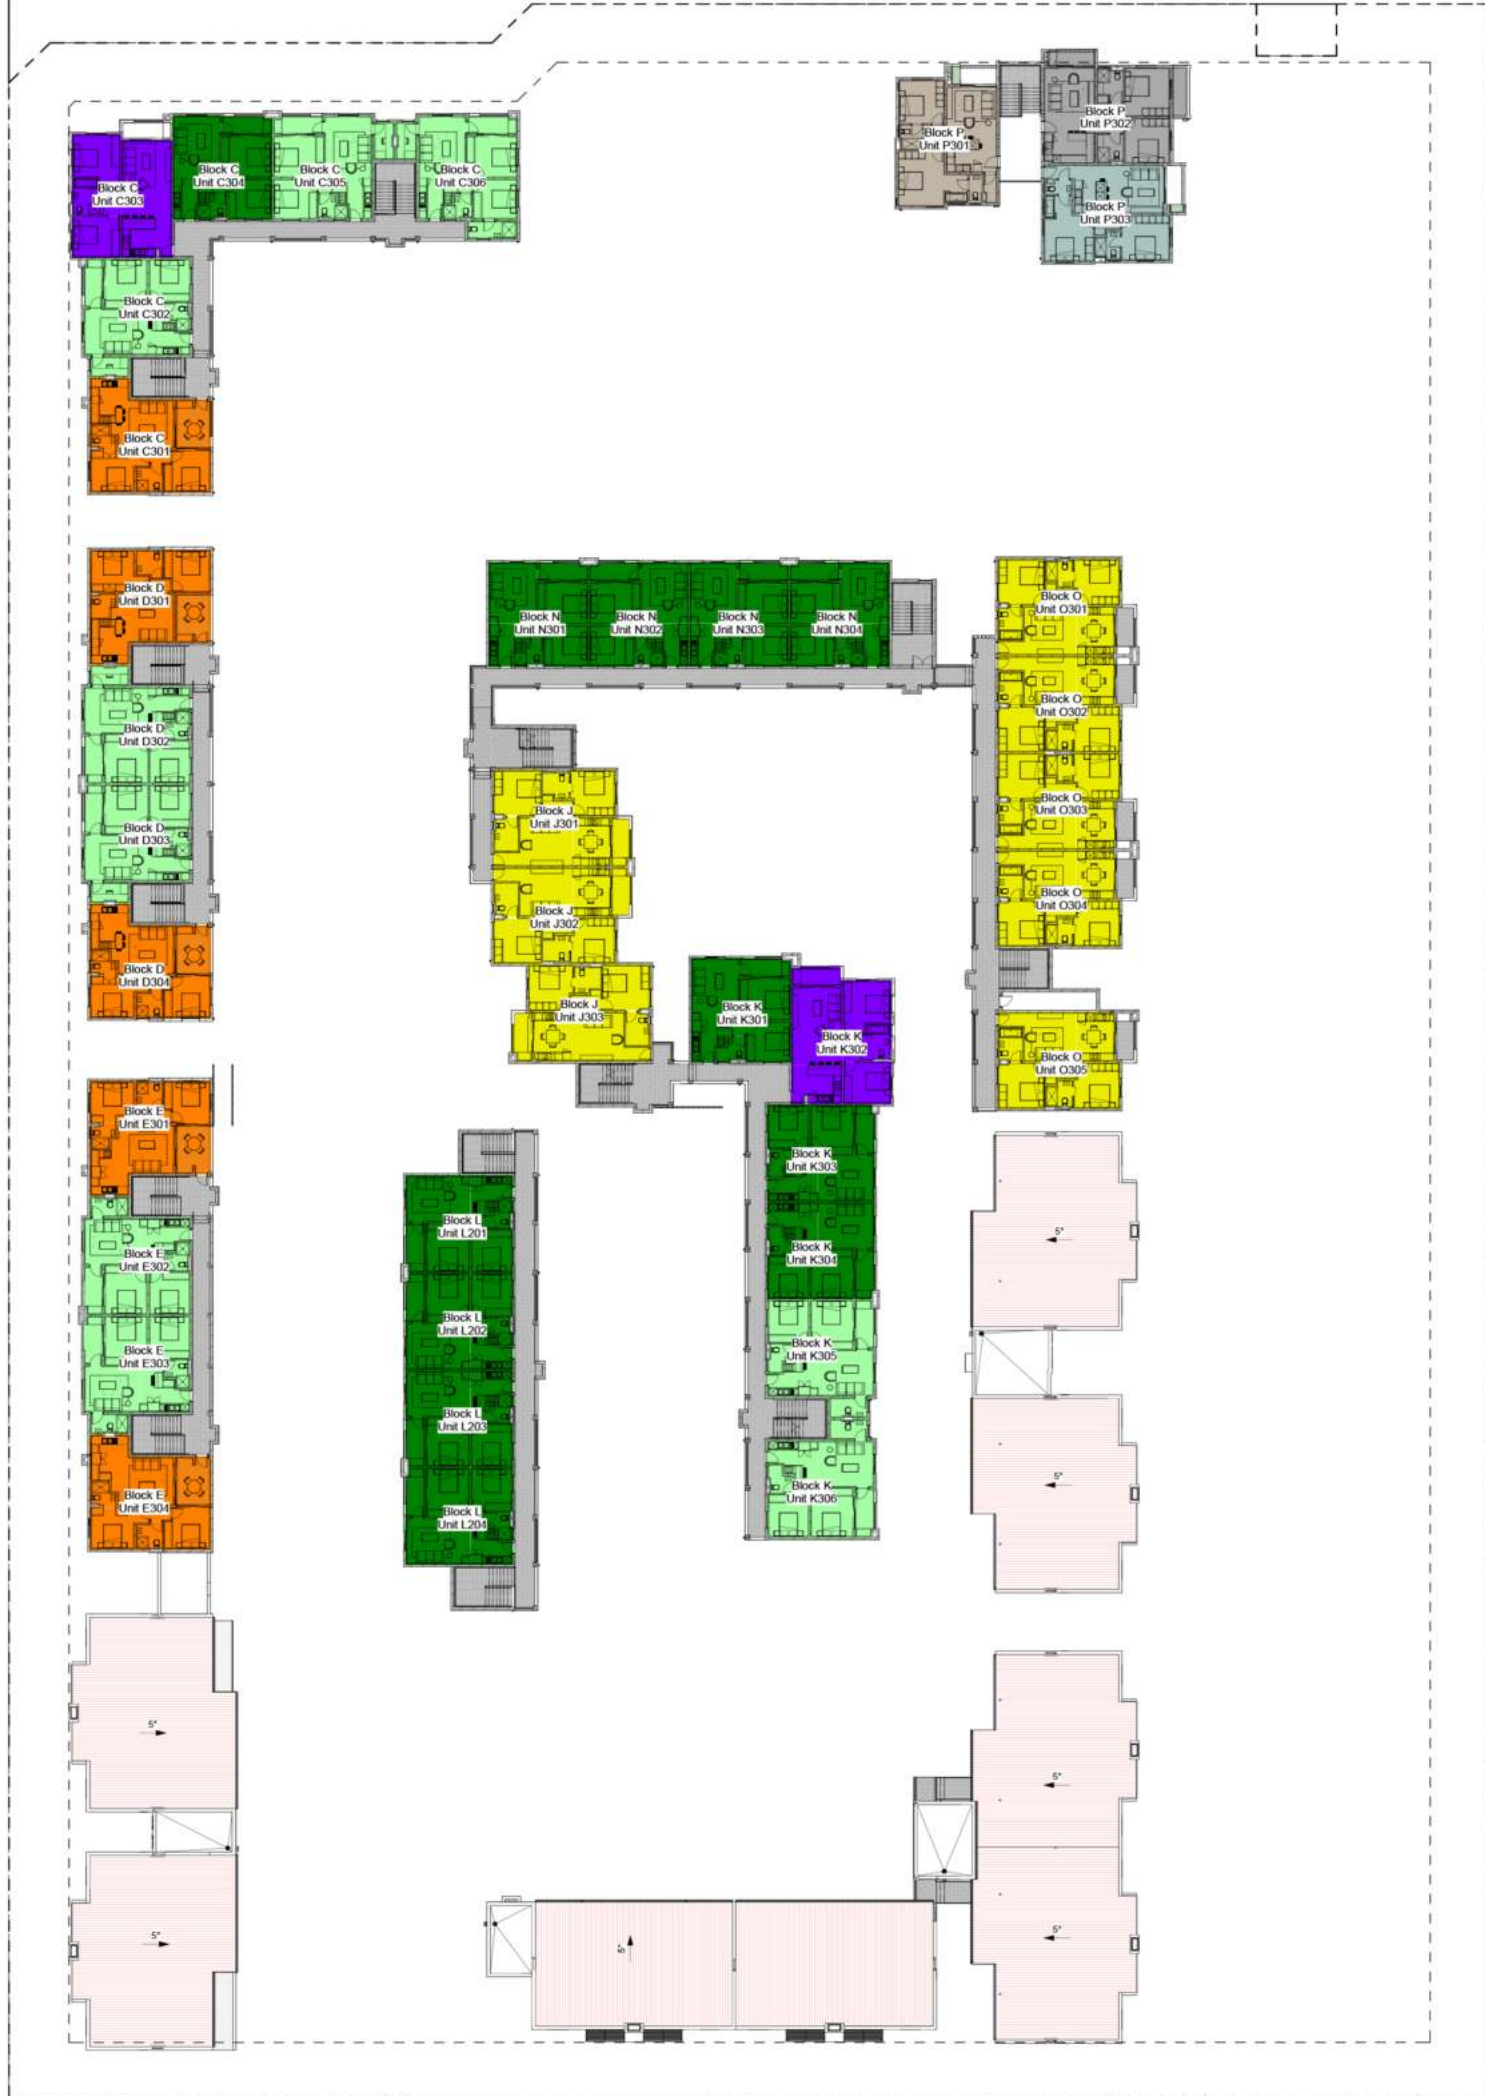 Block P
Unit P301
Block P
Unit P302
Block P
Unit P303
Block C
Unit C303
Block C
Unit C304
Block C
Unit C305
Block C
Unit C306
Block C
Unit C302
Block C
Unit C301
Block D
Unit D301
Block D
Unit D302
Block D
Unit D303
Block D
Unit D304
Block N
Unit N301
Block N
Unit N302
Block N
Unit N303
Block N
Unit N304
Block O
Unit O301
Block O
Unit O302
Block O
Unit O303
Block O
Unit O304
Block O
Unit O305
Block J
Unit J301
Block J
Unit J302
Block J
Unit J303
Block K
Unit K301
Block K
Unit K302
Block K
Unit K303
Block K
Unit K304
Block K
Unit K305
Block K
Unit K306
Block E
Unit E301
Block E
Unit E302
Block E
Unit E303
Block E
Unit E304
Block L
Unit L201
Block L
Unit L202
Block L
Unit L203
Block L
Unit L204
5°
5°
5°
5°
5°
5°
5°